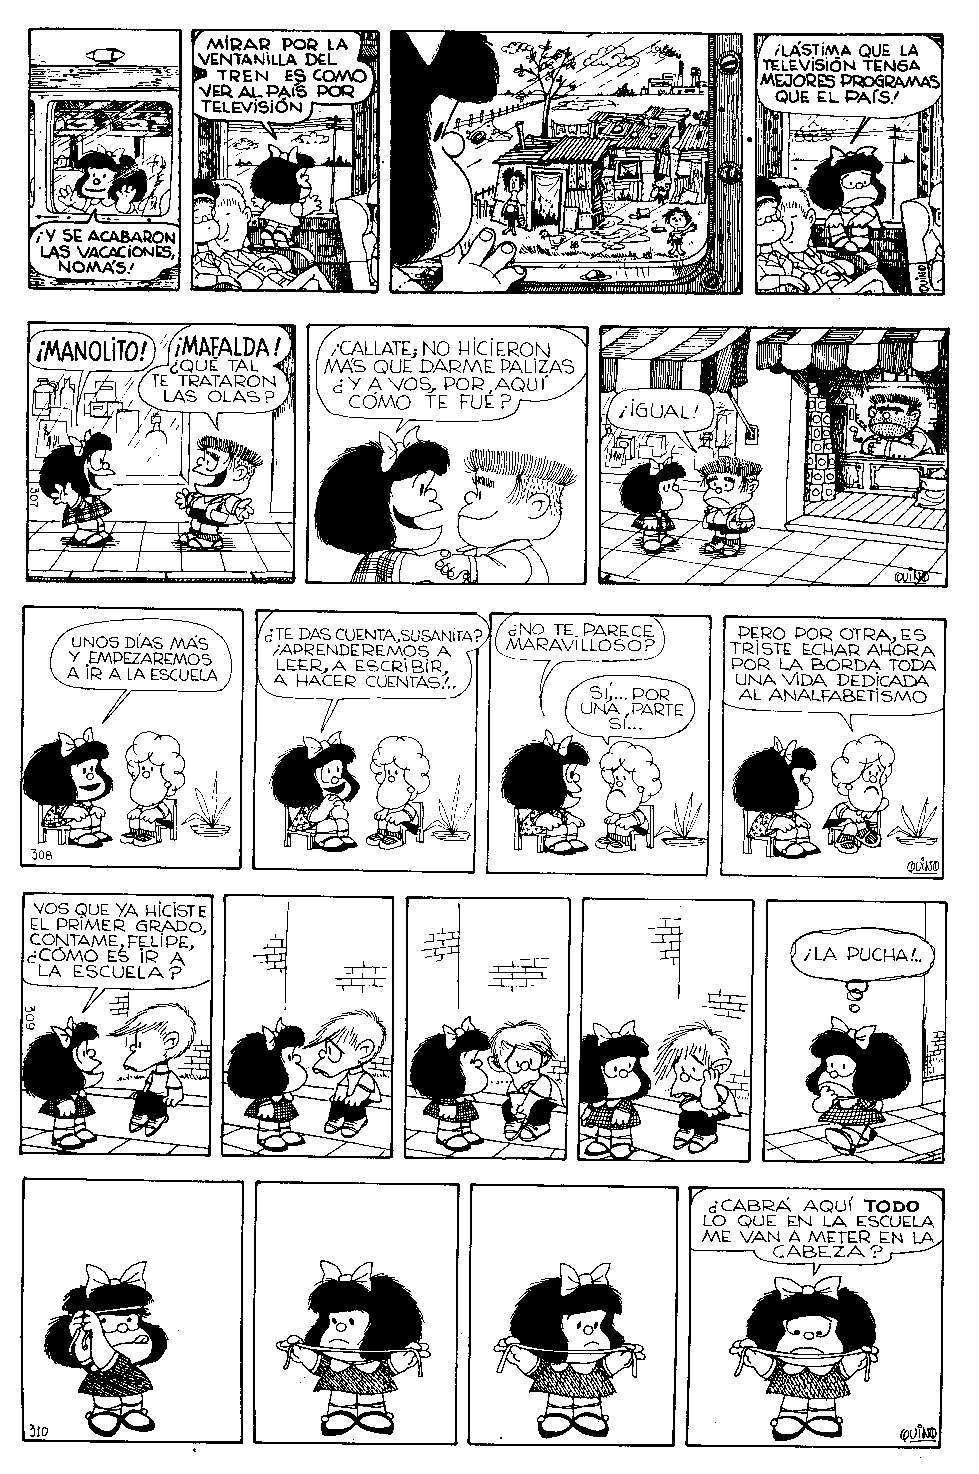 ¡Y SE ACABARON
LAS VACACIONES,
NOMÁS!
MIRAR POR LA
VENTANILLA DEL
TREN ES COMO
VER AL PAÍS POR
TELEVISIÓN
¡LÁSTIMA QUE LA
TELEVISIÓN TENGA
MEJORES PROGRAMAS
QUE EL PAÍS!
QUINO
¡MANOLITO!
¡MAFALDA!
¿QUÉ TAL
TE TRATARON
LAS OLAS?
307
¡CALLATE; NO HICIERON
MÁS QUE DARME PALIZAS
¿Y A VOS, POR AQUÍ
CÓMO TE FUÉ?
¡IGUAL!
QUINO
UNOS DÍAS MÁS
Y EMPEZAREMOS
A IR A LA ESCUELA
308
¿TE DAS CUENTA, SUSANITA?
¡APRENDEREMOS A
LEER, A ESCRIBIR,
A HACER CUENTAS!..
¿NO TE PARECE
MARAVILLOSO?
SÍ,... POR
UNA PARTE
SÍ...
PERO POR OTRA, ES
TRISTE ECHAR AHORA
POR LA BORDA TODA
UNA VIDA DEDICADA
AL ANALFABETISMO
QUINO
VOS QUE YA HICISTE
EL PRIMER GRADO,
CONTAME, FELIPE,
¿CÓMO ES IR A
LA ESCUELA?
309
¡LA PUCHA!..
310
¿CABRÁ AQUÍ TODO
LO QUE EN LA ESCUELA
ME VAN A METER EN LA
CABEZA?
QUINO